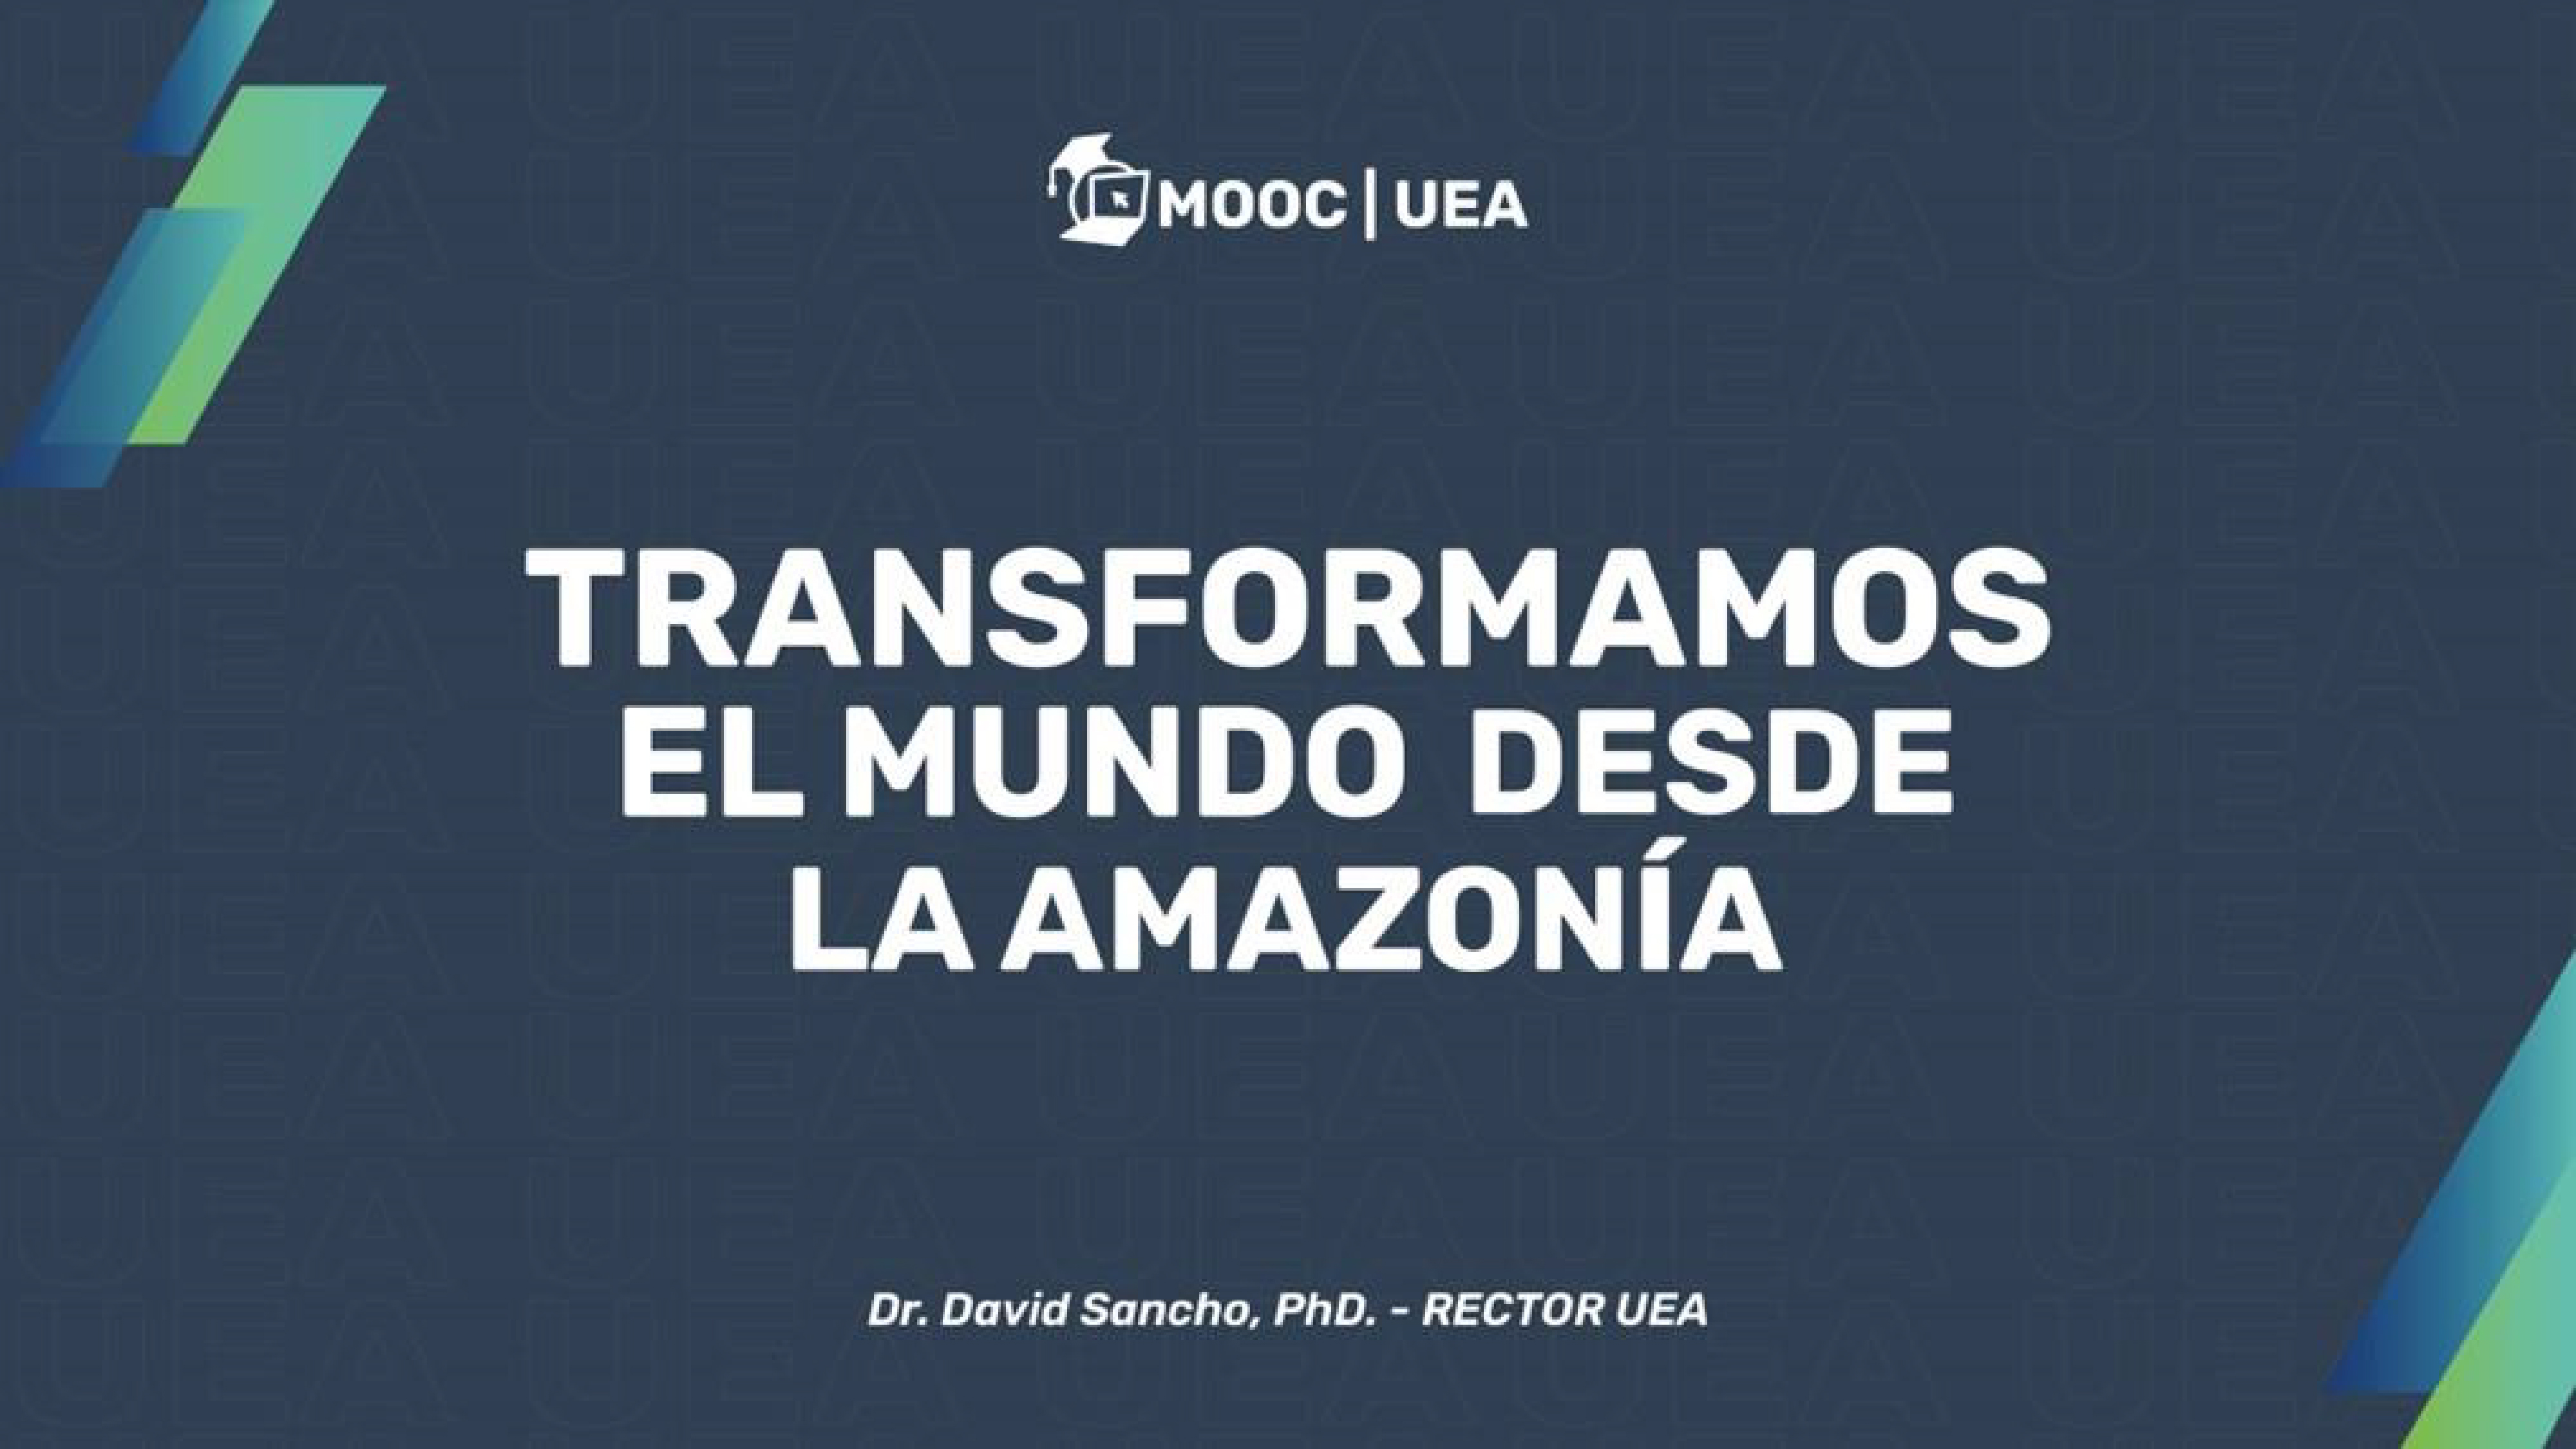 MOOC | UEA
TRANSFORMAMOS
EL MUNDO DESDE
LA AMAZONÍA
Dr. David Sancho, PhD. - RECTOR UEA